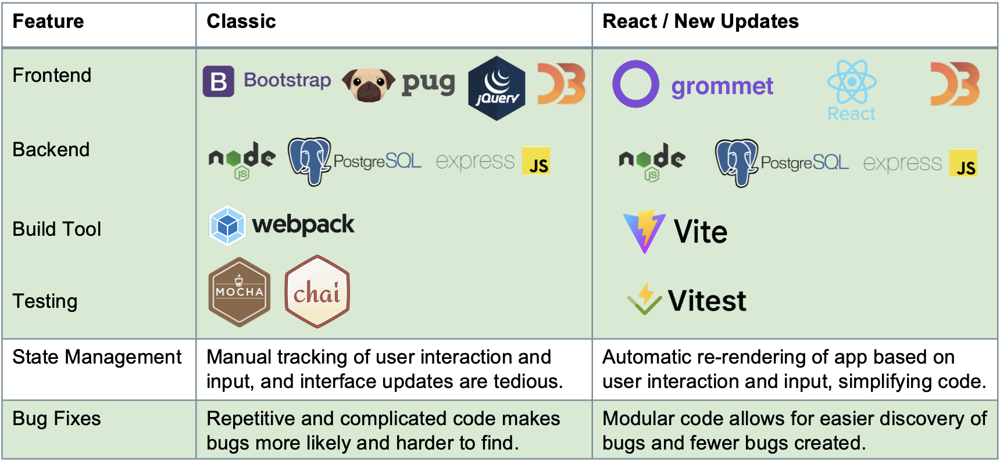 Feature Classic React / New Updates
Frontend B Bootstrap pug jQuery D3 grommet React D3
Backend node JS PostgreSQL express JS node JS PostgreSQL express JS
Build Tool webpack Vite
Testing MOCHA chai Vitest
State Management
Manual tracking of user interaction and
input, and interface updates are tedious.
Automatic re-rendering of app based on
user interaction and input, simplifying code.
Bug Fixes
Repetitive and complicated code makes
bugs more likely and harder to find.
Modular code allows for easier discovery of
bugs and fewer bugs created.